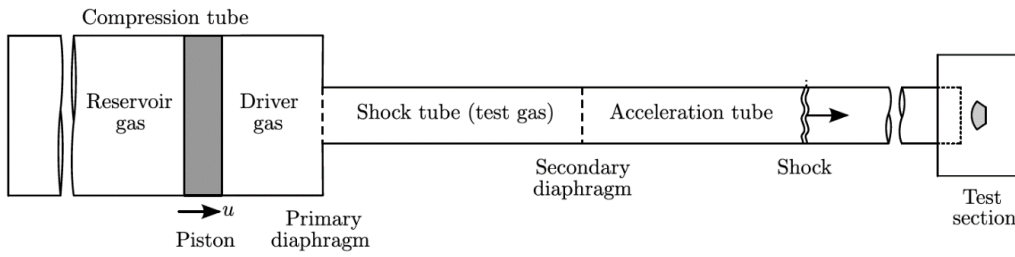 Compression tube
Reservoir
gas
Driver
gas
Shock tube (test gas)
Acceleration tube
u
Piston
Primary
diaphragm
Secondary
diaphragm
Shock
Test
section